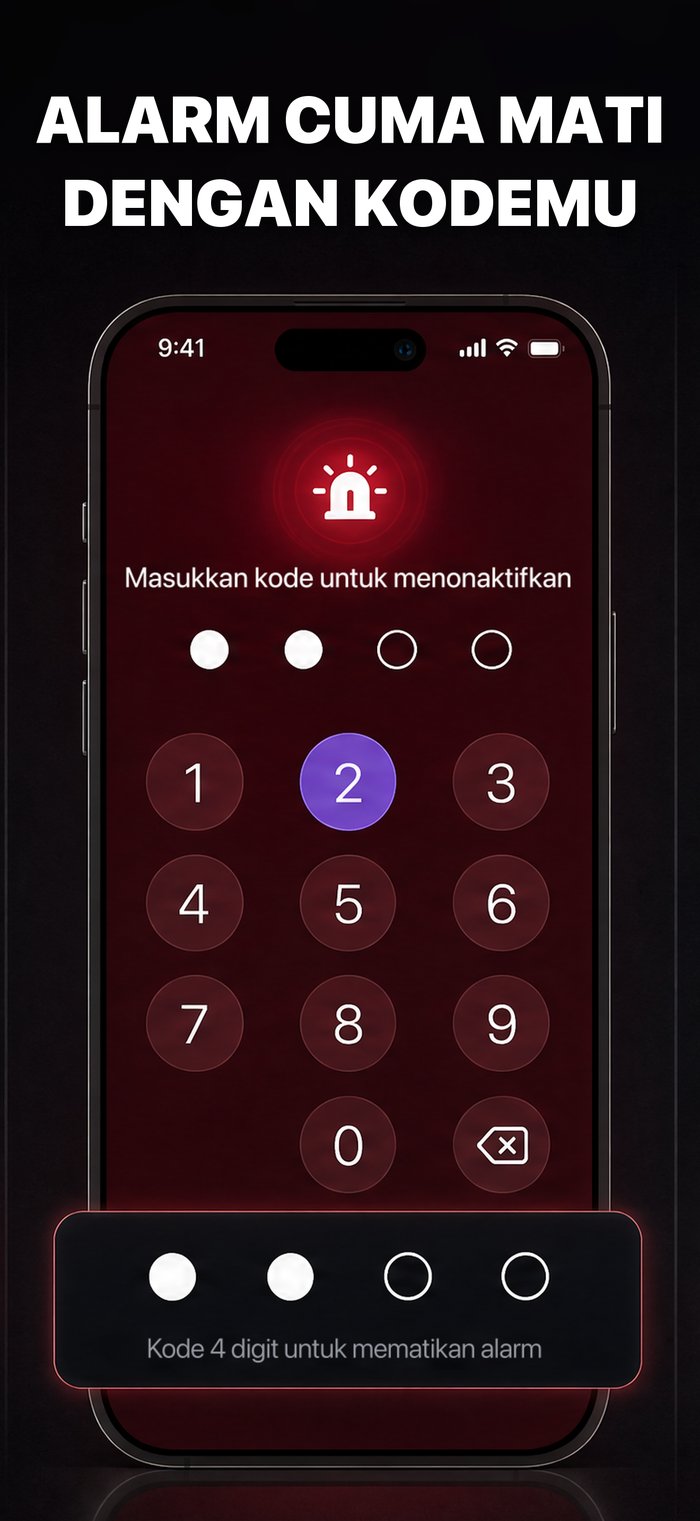 ALARM CUMA MATI
DENGAN KODEMU
9:41
Masukkan kode untuk menonaktifkan
1 2 3
4 5 6
7 8 9
0
Kode 4 digit untuk mematikan alarm